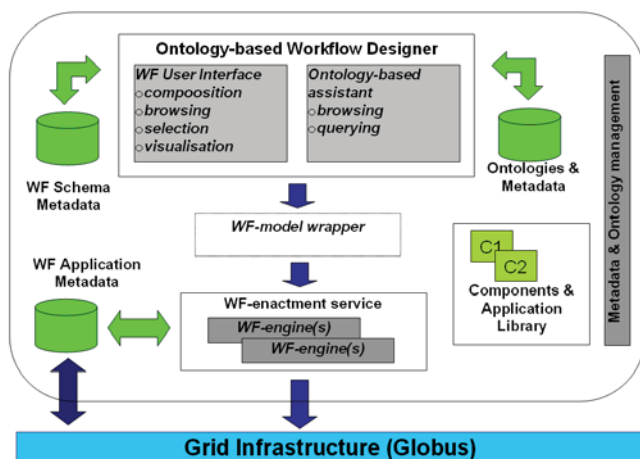 Ontology-based Workflow Designer
WF User Interface
○compoosition
○browsing
○selection
○visualisation
Ontology-based
assistant
○browsing
○querying
WF Schema
Metadata
Ontologies &
Metadata
Metadata & Ontology management
WF-model wrapper
C1
C2
Components &
Application
Library
WF Application
Metadata
WF-enactment service
WF-engine(s)
WF-engine(s)
Grid Infrastructure (Globus)